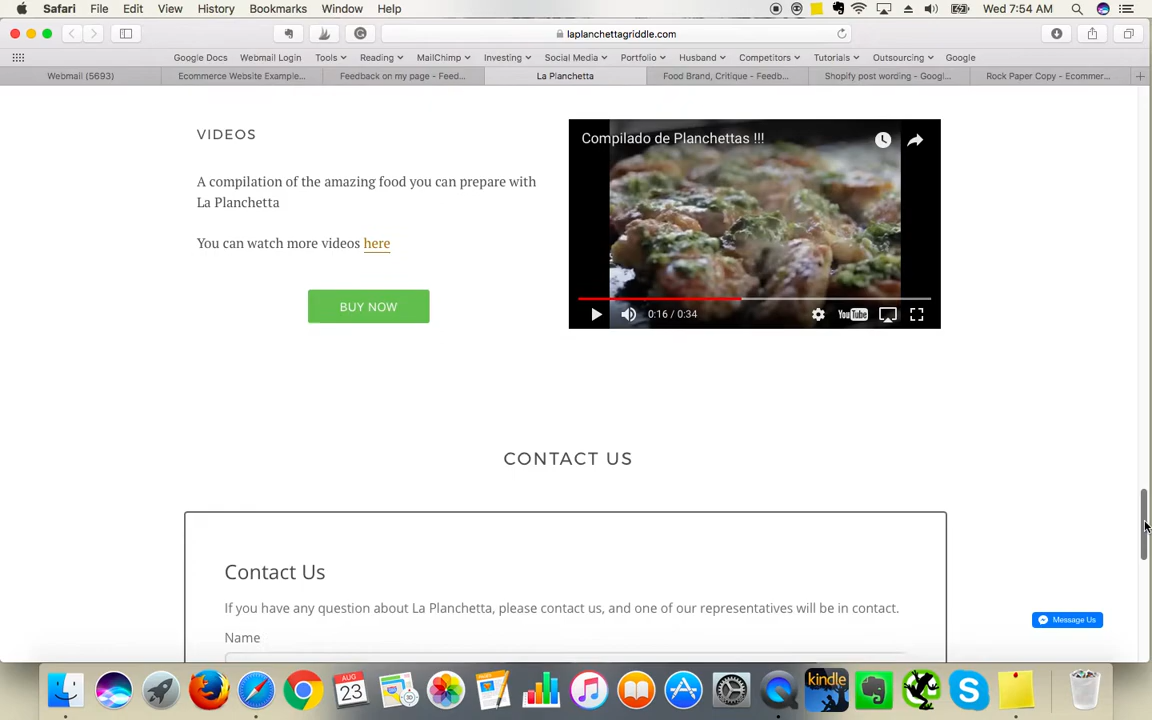 Safari File Edit View History Bookmarks Window Help Wed 7:54 AM
laplanchettagriddle.com
Google Docs Webmail Login Tools Reading MailChimp Investing Social Media Portfolio Husband Competitors Tutorials Outsourcing Google
Webmail (5693) Ecommerce Website Example... Feedback on my page - Feed... La Planchetta Food Brand, Critique - Feedb... Shopify post wording - Googl... Rock Paper Copy - Ecommer...
VIDEOS
A compilation of the amazing food you can prepare with
La Planchetta
You can watch more videos here
BUY NOW
Compilado de Planchettas !!!
0:16 / 0:34 YouTube
CONTACT US
Contact Us
If you have any question about La Planchetta, please contact us, and one of our representatives will be in contact.
Name
Message Us
AUG
23
kindle